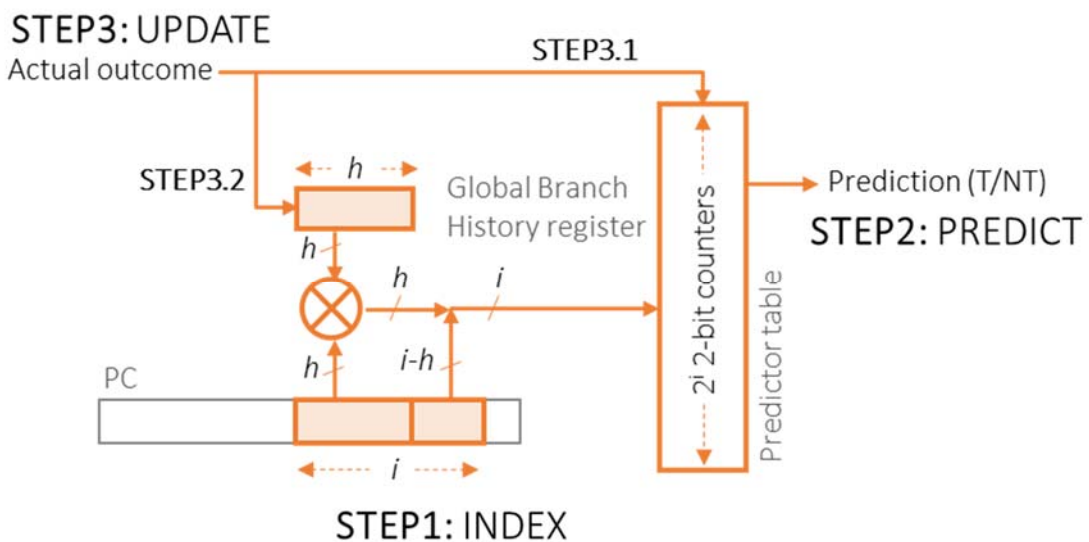 STEP3: UPDATE
Actual outcome
STEP3.1
STEP3.2
h
Global Branch
History register
h
h
i
h
i-h
PC
i
2^i 2-bit counters
Predictor table
Prediction (T/NT)
STEP2: PREDICT
STEP1: INDEX